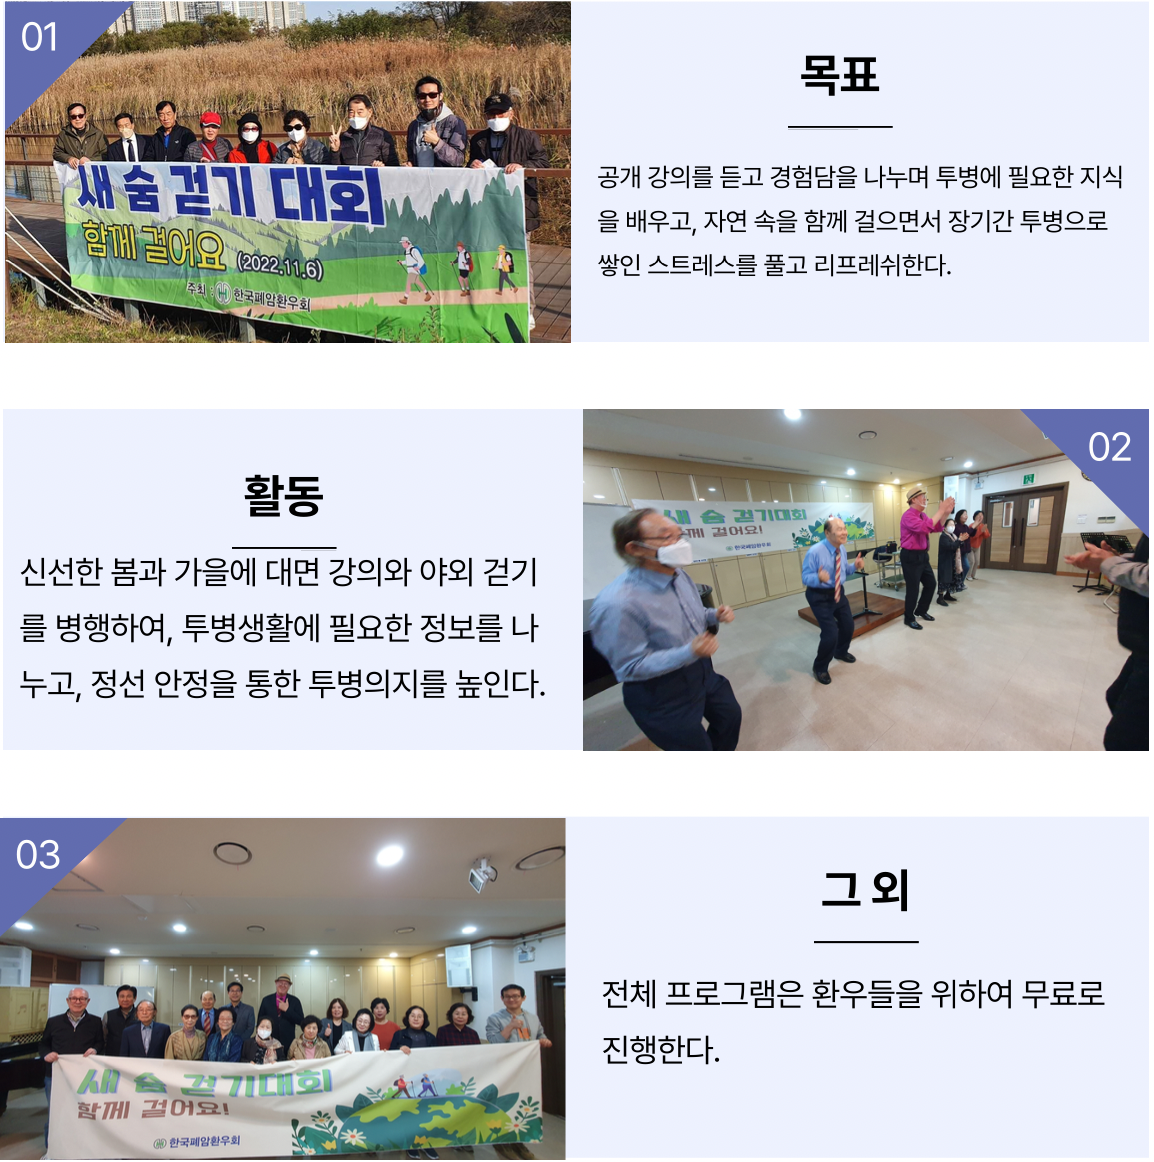 01
새 숨 걷기 대회
함께 걸어요 (2022.11.6)
주최 : 한국폐암환우회
목표
공개 강의를 듣고 경험담을 나누며 투병에 필요한 지식
을 배우고, 자연 속을 함께 걸으면서 장기간 투병으로
쌓인 스트레스를 풀고 리프레쉬한다.
활동
신선한 봄과 가을에 대면 강의와 야외 걷기
를 병행하여, 투병생활에 필요한 정보를 나
누고, 정선 안정을 통한 투병의지를 높인다.
02
새 숨 걷기대회
함께 걸어요!
한국폐암환우회
03
새 숨 걷기대회
함께 걸어요!
한국폐암환우회
그 외
전체 프로그램은 환우들을 위하여 무료로
진행한다.